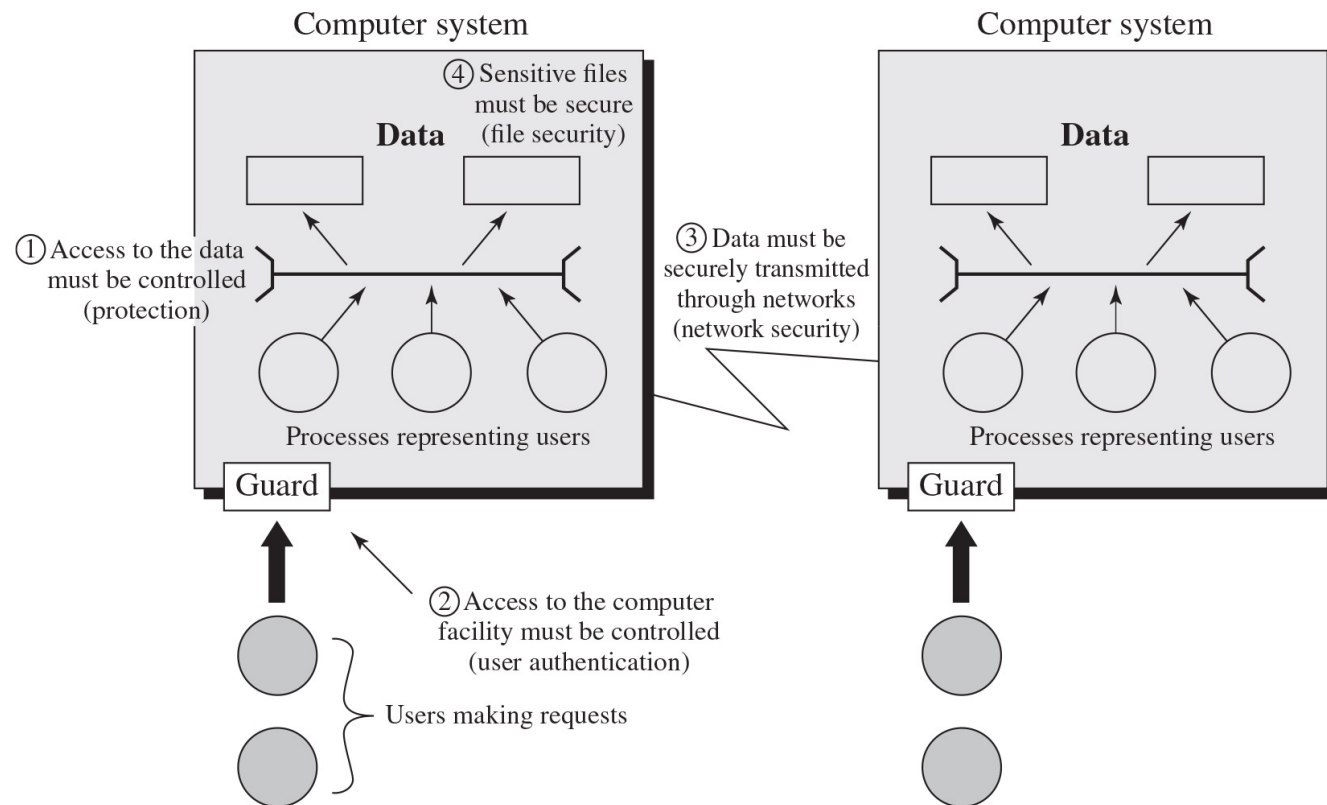 Computer system
④ Sensitive files
must be secure
(file security)
Data
① Access to the data
must be controlled
(protection)
Processes representing users
Guard
② Access to the computer
facility must be controlled
(user authentication)
Users making requests
③ Data must be
securely transmitted
through networks
(network security)
Computer system
Data
Processes representing users
Guard